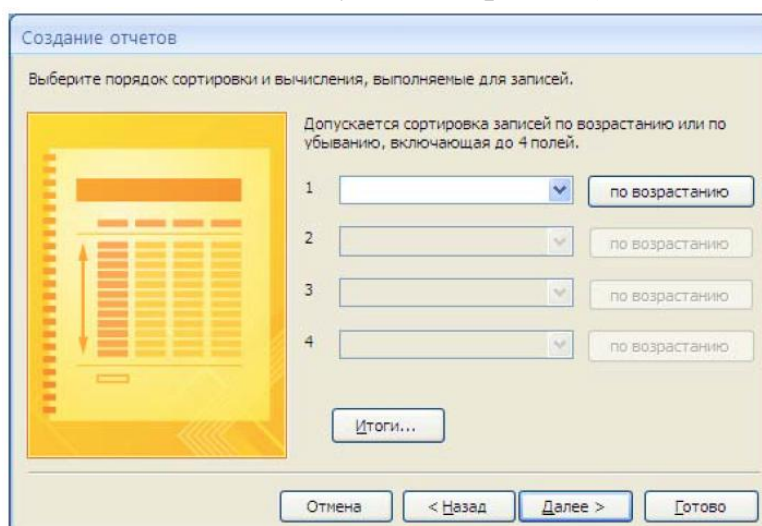 Создание отчетов
Выберите порядок сортировки и вычисления, выполняемые для записей.
Допускается сортировка записей по возрастанию или по
убыванию, включающая до 4 полей.
1 по возрастанию
2 по возрастанию
3 по возрастанию
4 по возрастанию
Итоги...
Отмена < Назад Далее > Готово